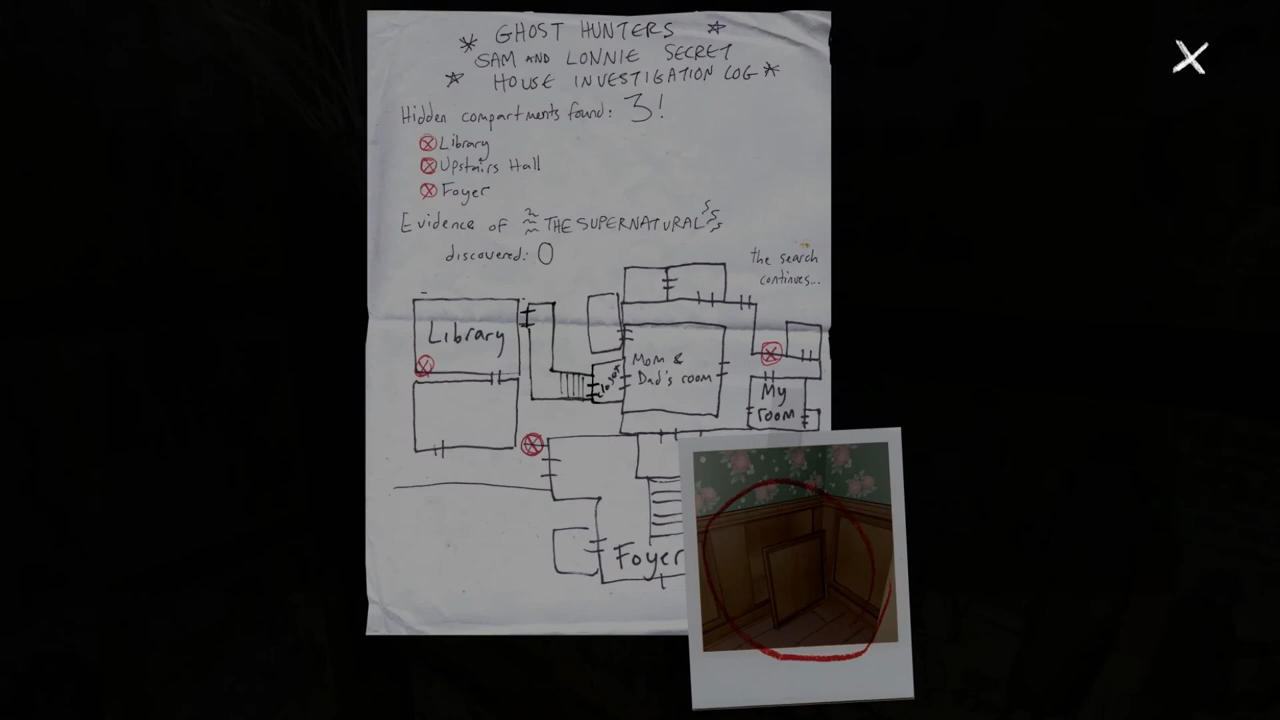 GHOST HUNTERS
SAM AND LONNIE SECRET
HOUSE INVESTIGATION LOG
Hidden compartments found: 3!
Library
Upstairs Hall
Foyer
Evidence of THE SUPERNATURAL
discovered: 0
the search
continues...
Library
Mom &
Dad's room
closet
My
room
Foyer